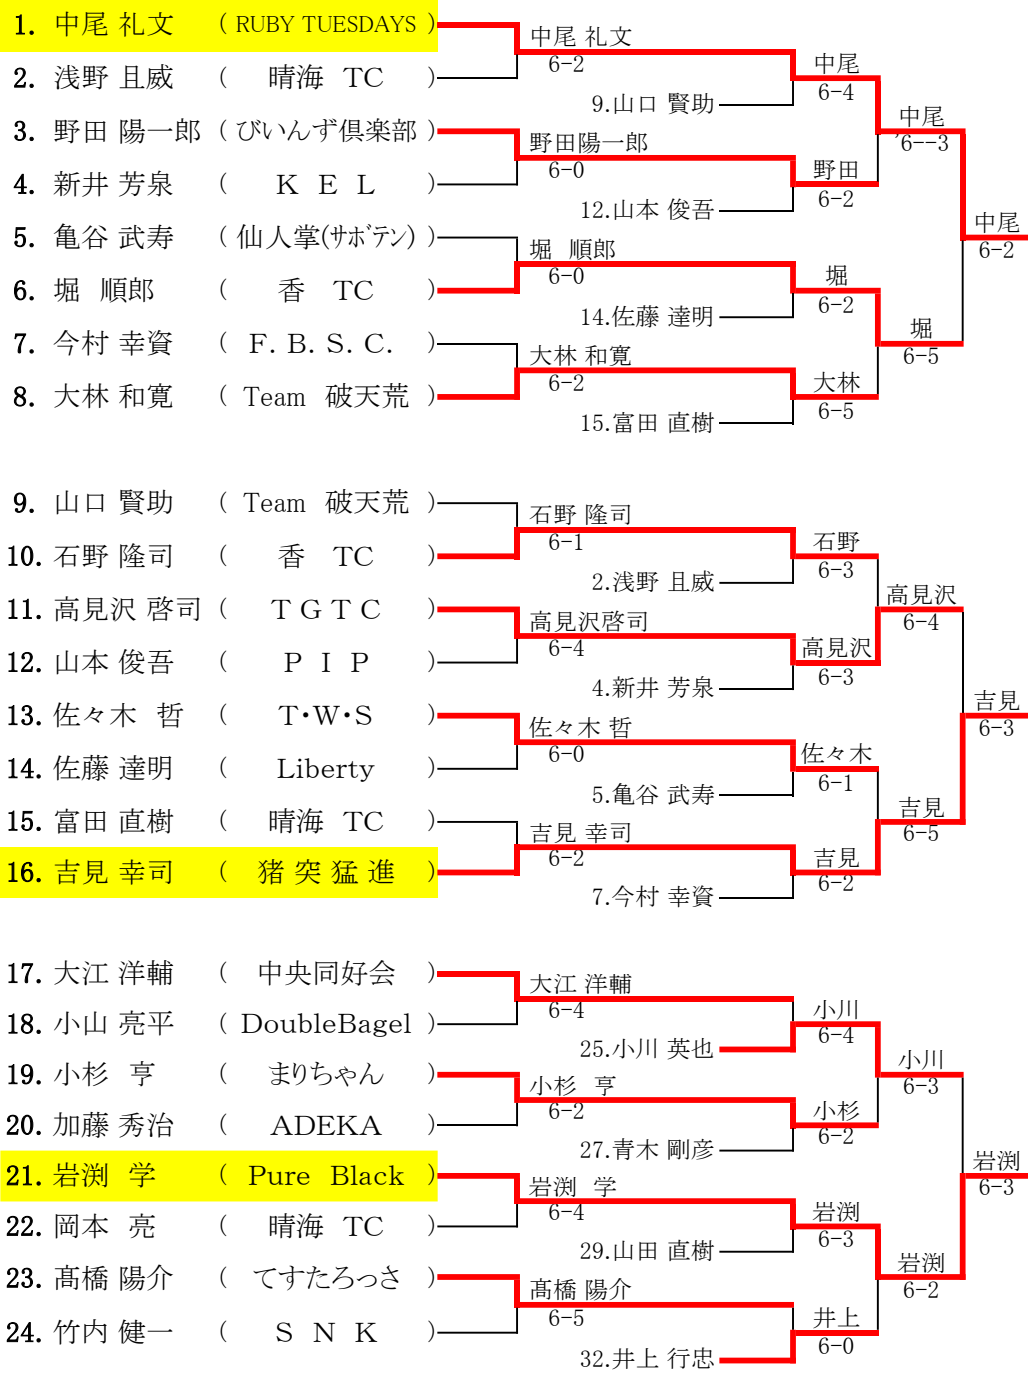 1. 中尾 礼文 ( RUBY TUESDAYS )
中尾 礼文
6-2
中尾
6-4
2. 浅野 且威 ( 晴海 TC )
9.山口 賢助
中尾
'6--3
3. 野田 陽一郎 ( びいんず倶楽部 )
野田陽一郎
6-0
野田
6-2
4. 新井 芳泉 ( K E L )
12.山本 俊吾
中尾
6-2
5. 亀谷 武寿 ( 仙人掌(ｻﾎﾞﾃﾝ) )
堀 順郎
6-0
堀
6-2
6. 堀 順郎 ( 香 TC )
14.佐藤 達明
堀
6-5
7. 今村 幸資 ( F. B. S. C. )
大林 和寛
6-2
大林
6-5
8. 大林 和寛 ( Team 破天荒 )
15.富田 直樹
9. 山口 賢助 ( Team 破天荒 )
石野 隆司
6-1
石野
6-3
10. 石野 隆司 ( 香 TC )
2.浅野 且威
高見沢
6-4
11. 高見沢 啓司 ( T G T C )
高見沢啓司
6-4
高見沢
6-3
12. 山本 俊吾 ( P I P )
4.新井 芳泉
吉見
6-3
13. 佐々木 哲 ( T・W・S )
佐々木 哲
6-0
佐々木
6-1
14. 佐藤 達明 ( Liberty )
5.亀谷 武寿
吉見
6-5
15. 富田 直樹 ( 晴海 TC )
吉見 幸司
6-2
吉見
6-2
16. 吉見 幸司 ( 猪 突 猛 進 )
7.今村 幸資
17. 大江 洋輔 ( 中央同好会 )
大江 洋輔
6-4
小川
6-4
18. 小山 亮平 ( DoubleBagel )
25.小川 英也
小川
6-3
19. 小杉 亨 ( まりちゃん )
小杉 亨
6-2
小杉
6-2
20. 加藤 秀治 ( ADEKA )
27.青木 剛彦
岩渕
6-3
21. 岩渕 学 ( Pure Black )
岩渕 学
6-4
岩渕
6-3
22. 岡本 亮 ( 晴海 TC )
29.山田 直樹
岩渕
6-2
23. 髙橋 陽介 ( てすたろっさ )
髙橋 陽介
6-5
井上
6-0
24. 竹内 健一 ( S N K )
32.井上 行忠